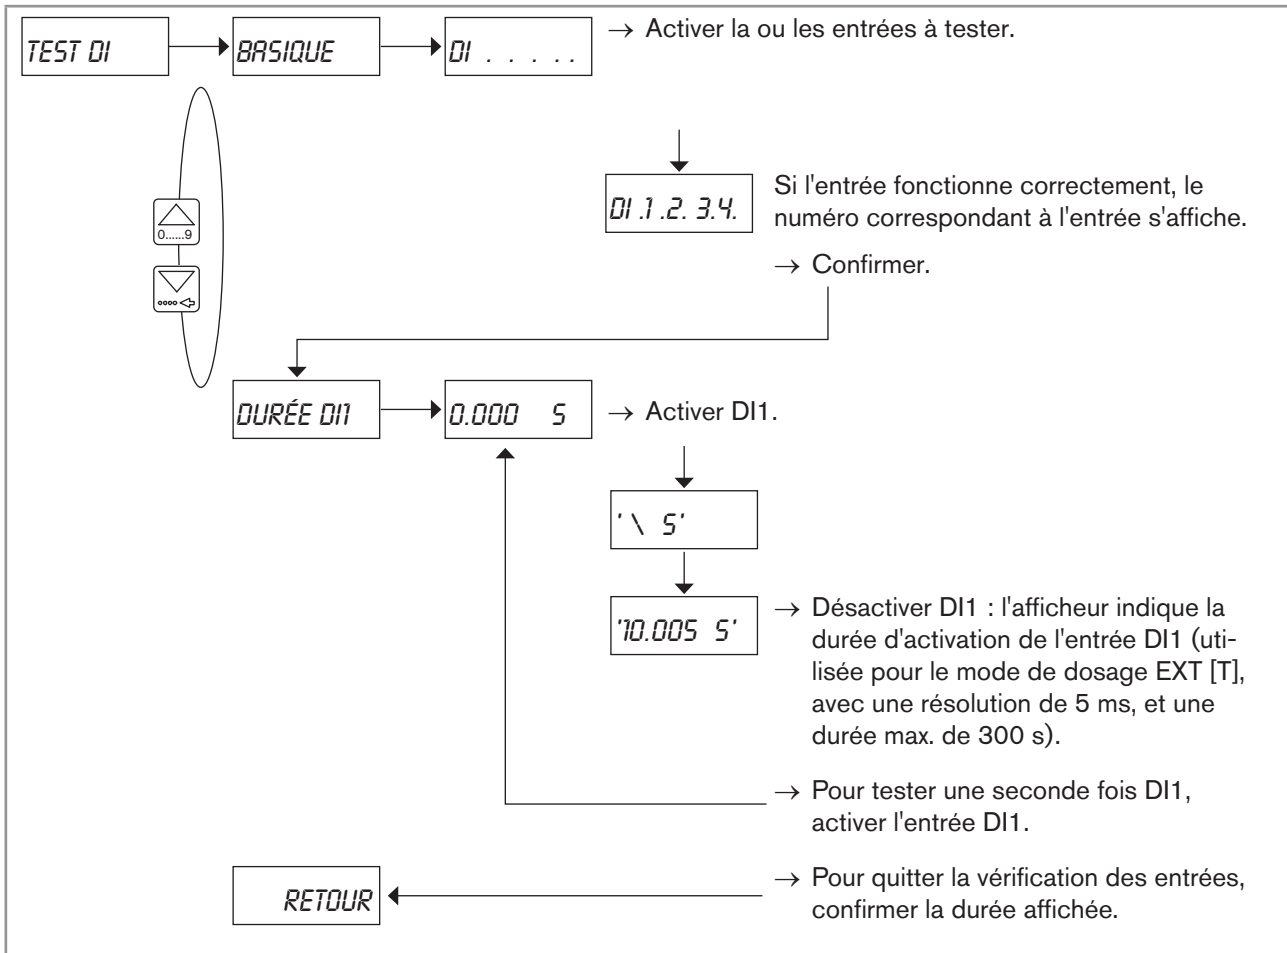 TEST DI
BASIQUE
DI . . . . .
→ Activer la ou les entrées à tester.
0......9
DI .1 .2. 3.4.
Si l'entrée fonctionne correctement, le
numéro correspondant à l'entrée s'affiche.
→ Confirmer.
DURÉE DI1
0.000 S
→ Activer DI1.
'\ S'
'10.005 S'
→ Désactiver DI1 : l'afficheur indique la
durée d'activation de l'entrée DI1 (uti-
lisée pour le mode de dosage EXT [T],
avec une résolution de 5 ms, et une
durée max. de 300 s).
→ Pour tester une seconde fois DI1,
activer l'entrée DI1.
RETOUR
→ Pour quitter la vérification des entrées,
confirmer la durée affichée.